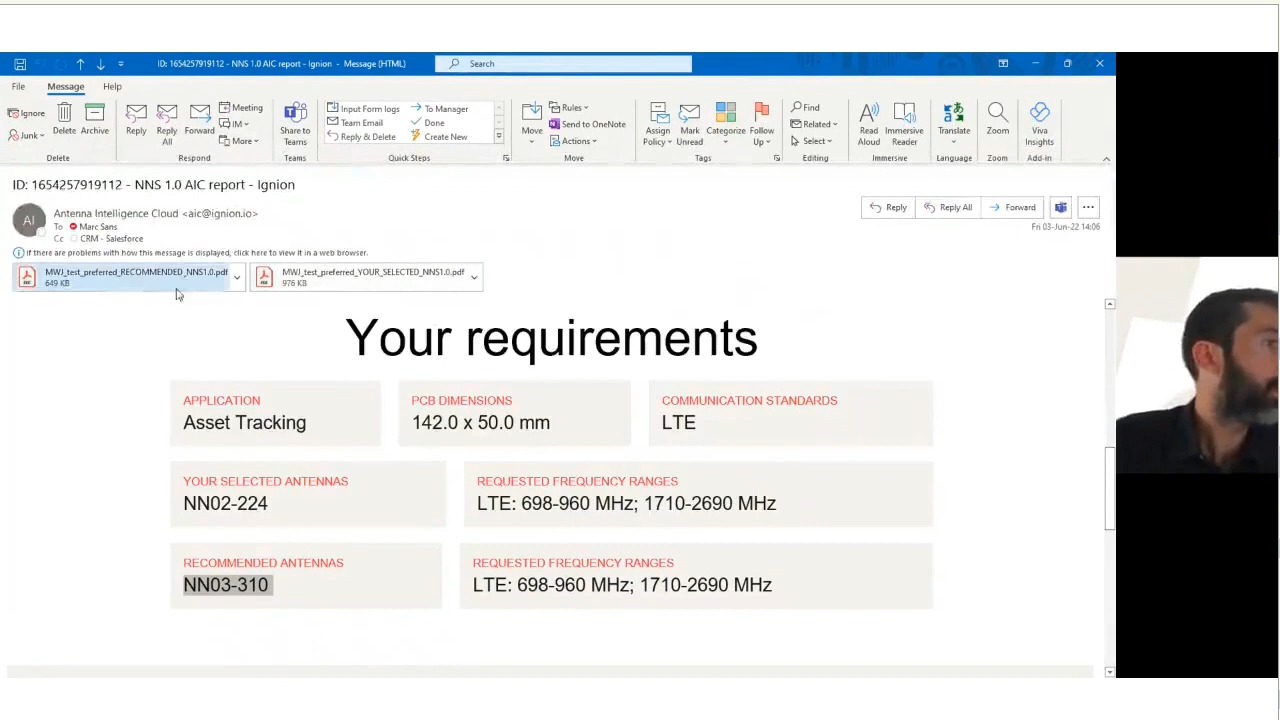 ID: 1654257919112 - NNS 1.0 AIC report - Ignion - Message (HTML)
Search
File Message Help
Ignore
Junk
Delete
Archive
Delete
Reply
Reply All
Forward
Meeting
IM
More
Respond
Share to Teams
Teams
Input Form logs
To Manager
Team Email
Done
Reply & Delete
Create New
Quick Steps
Move
Rules
Send to OneNote
Actions
Move
Assign Policy
Mark Unread
Categorize
Follow Up
Tags
Find
Related
Select
Editing
Read Aloud
Immersive Reader
Immersive
Translate
Language
Zoom
Zoom
Viva Insights
Add-in
ID: 1654257919112 - NNS 1.0 AIC report - Ignion
AI
Antenna Intelligence Cloud <aic@ignion.io>
To Marc Sans
Cc CRM - Salesforce
Reply
Reply All
Forward
Fri 03-Jun-22 14:06
If there are problems with how this message is displayed, click here to view it in a web browser.
MWJ_test_preferred_RECOMMENDED_NNS1.0.pdf
649 KB
MWJ_test_preferred_YOUR_SELECTED_NNS1.0.pdf
976 KB
Your requirements
APPLICATION
Asset Tracking
PCB DIMENSIONS
142.0 x 50.0 mm
COMMUNICATION STANDARDS
LTE
YOUR SELECTED ANTENNAS
NN02-224
REQUESTED FREQUENCY RANGES
LTE: 698-960 MHz; 1710-2690 MHz
RECOMMENDED ANTENNAS
NN03-310
REQUESTED FREQUENCY RANGES
LTE: 698-960 MHz; 1710-2690 MHz